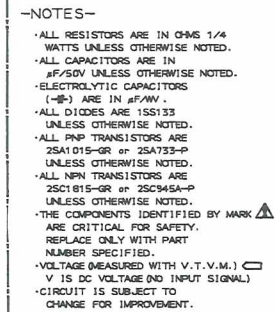 -NOTES-
·ALL RESISTORS ARE IN OHMS 1/4
WATTS UNLESS OTHERWISE NOTED.
·ALL CAPACITORS ARE IN
µF/50V UNLESS OTHERWISE NOTED.
·ELECTROLYTIC CAPACITORS
( ) ARE IN µF/WV.
·ALL DIODES ARE 1SS133
UNLESS OTHERWISE NOTED.
·ALL PNP TRANSISTORS ARE
2SA1015-GR or 2SA733-P
UNLESS OTHERWISE NOTED.
·ALL NPN TRANSISTORS ARE
2SC1815-GR or 2SC945A-P
UNLESS OTHERWISE NOTED.
·THE COMPONENTS IDENTIFIED BY MARK ⚠
ARE CRITICAL FOR SAFETY.
REPLACE ONLY WITH PART
NUMBER SPECIFIED.
·VOLTAGE (MEASURED WITH V.T.V.M.)
V IS DC VOLTAGE (NO INPUT SIGNAL)
·CIRCUIT IS SUBJECT TO
CHANGE FOR IMPROVEMENT.